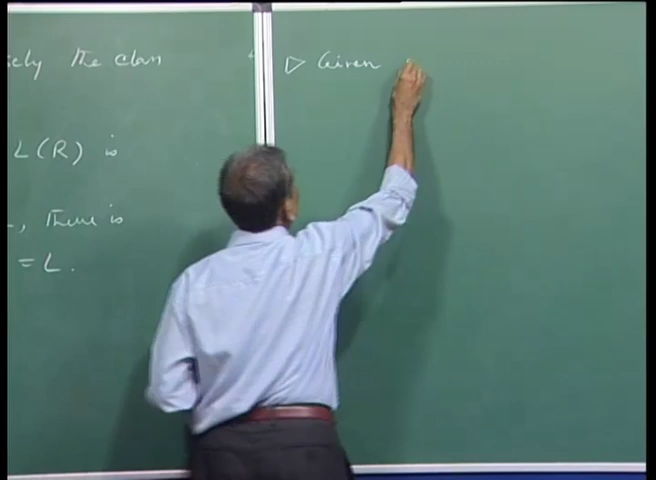 the class
L(R) is
, there is
= L.
▷ Given